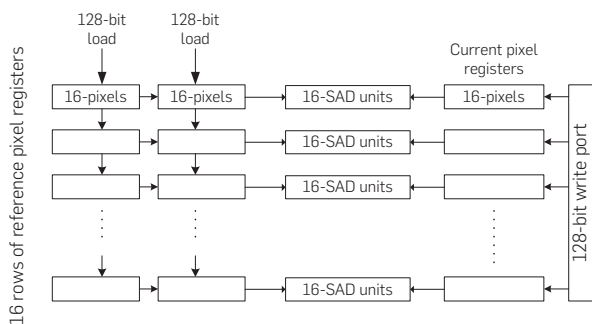 128-bit
load
128-bit
load
Current pixel
registers
16 rows of reference pixel registers
16-pixels
16-pixels
16-SAD units
16-pixels
16-SAD units
16-SAD units
16-SAD units
128-bit write port